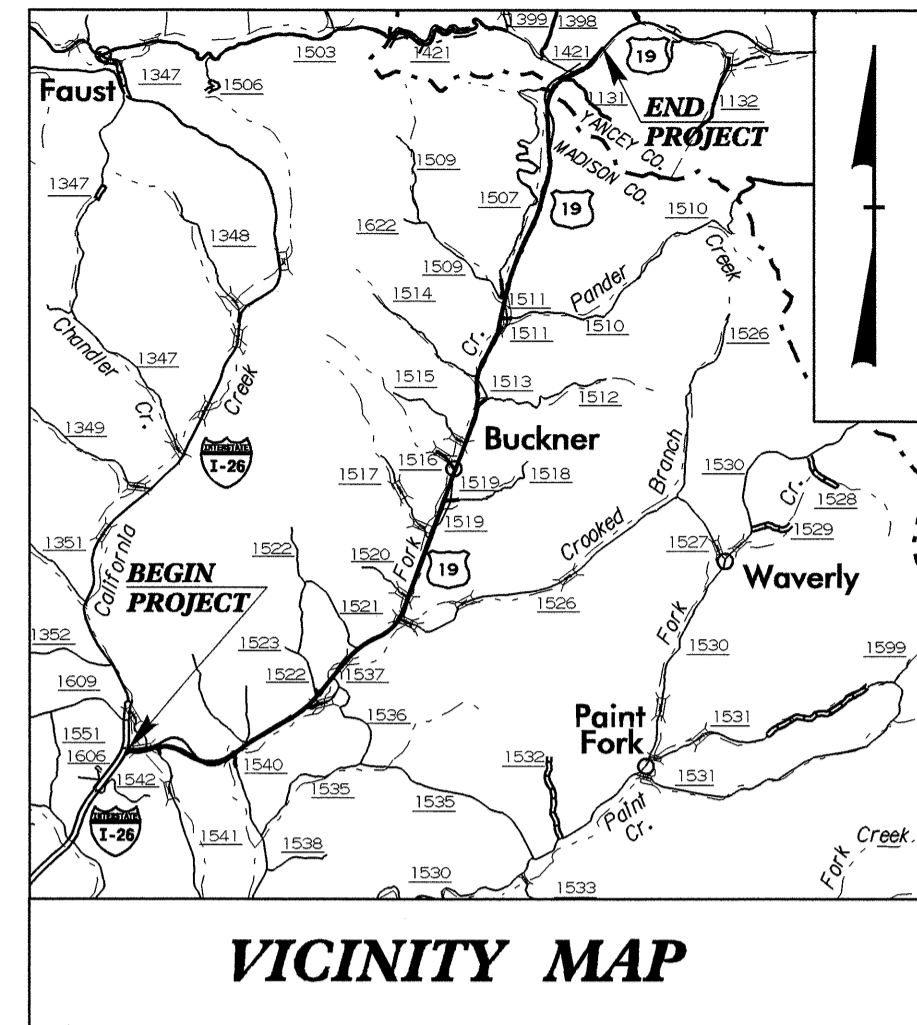 1399
1398
1503
1421
1421
19
1347
1506
Faust
1131
1132
END
PROJECT
YANCEY CO.
MADISON CO.
1509
1347
1507
19
1510
1622
1348
Creek
1509
1514
1511
Pander
1511
1510
1526
Chandler
Cr.
1347
Cr.
Creek
1515
1513
1512
1349
Buckner
INTERSTATE
I-26
1516
1517
1519
1518
Branch
1530
Cr.
1528
1519
1529
Crooked
1351
1522
1527
California
BEGIN
PROJECT
1520
Fork
19
Waverly
1521
1526
Fork
1352
1523
1530
1599
1609
1522
1537
Paint
Fork
1536
1531
1551
1606
1540
1532
1542
1531
1535
1535
Paint
Cr.
INTERSTATE
I-26
1541
1538
Fork Creek
1530
1533
VICINITY MAP